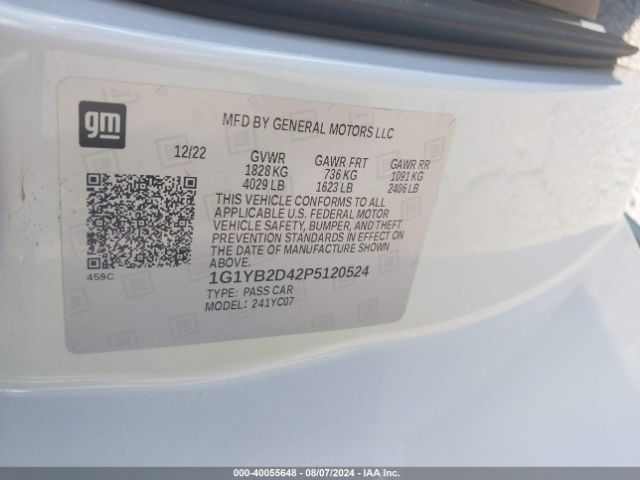 gm
MFD BY GENERAL MOTORS LLC
12/22 GVWR GAWR FRT GAWR RR
1828 KG 736 KG 1091 KG
4029 LB 1623 LB 2406 LB
THIS VEHICLE CONFORMS TO ALL
APPLICABLE U.S. FEDERAL MOTOR
VEHICLE SAFETY, BUMPER, AND THEFT
PREVENTION STANDARDS IN EFFECT ON
THE DATE OF MANUFACTURE SHOWN
ABOVE.
459C 1G1YB2D42P5120524
TYPE: PASS CAR
MODEL: 241YC07
000-40055648 - 08/07/2024 - IAA Inc.